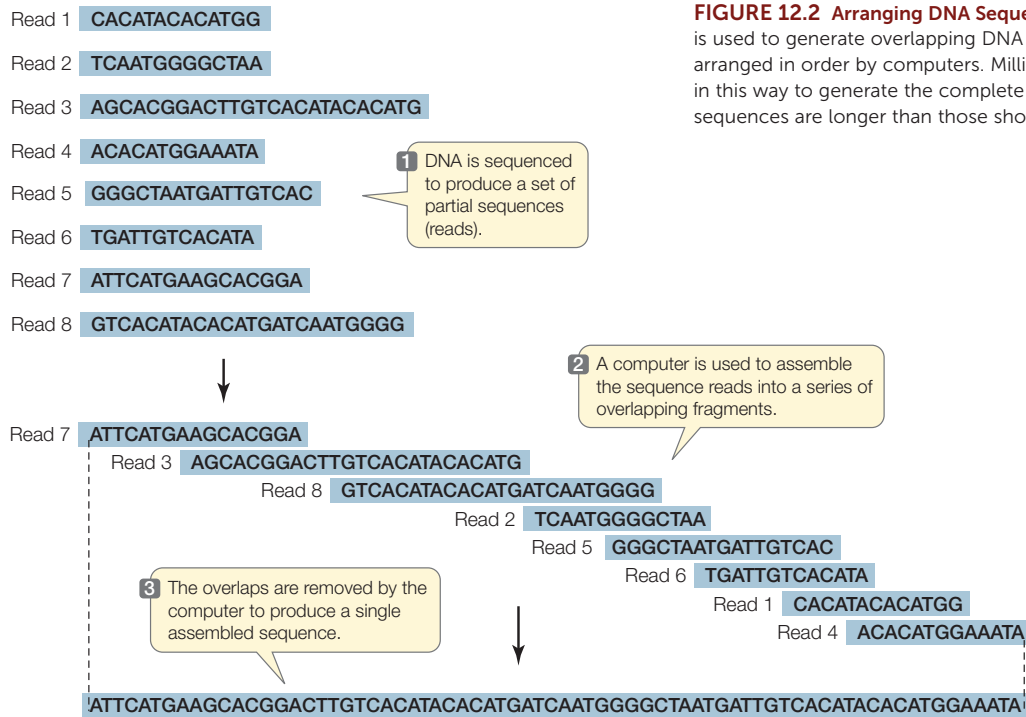 Read 1 CACATACACATGG
Read 2 TCAATGGGGCTAA
Read 3 AGCACGGACTTGTCACATACACATG
Read 4 ACACATGGAAATA
Read 5 GGGCTAATGATTGTCAC
Read 6 TGATTGTCACATA
Read 7 ATTCATGAAGCACGGA
Read 8 GTCACATACACATGATCAATGGGG
FIGURE 12.2 Arranging DNA Seque
is used to generate overlapping DNA
arranged in order by computers. Milli
in this way to generate the complete
sequences are longer than those sho
1 DNA is sequenced
to produce a set of
partial sequences
(reads).
2 A computer is used to assemble
the sequence reads into a series of
overlapping fragments.
Read 7 ATTCATGAAGCACGGA
Read 3 AGCACGGACTTGTCACATACACATG
Read 8 GTCACATACACATGATCAATGGGG
Read 2 TCAATGGGGCTAA
Read 5 GGGCTAATGATTGTCAC
Read 6 TGATTGTCACATA
Read 1 CACATACACATGG
Read 4 ACACATGGAAATA
3 The overlaps are removed by the
computer to produce a single
assembled sequence.
ATTCATGAAGCACGGACTTGTCACATACACATGATCAATGGGGCTAATGATTGTCACATACACATGGAAATA